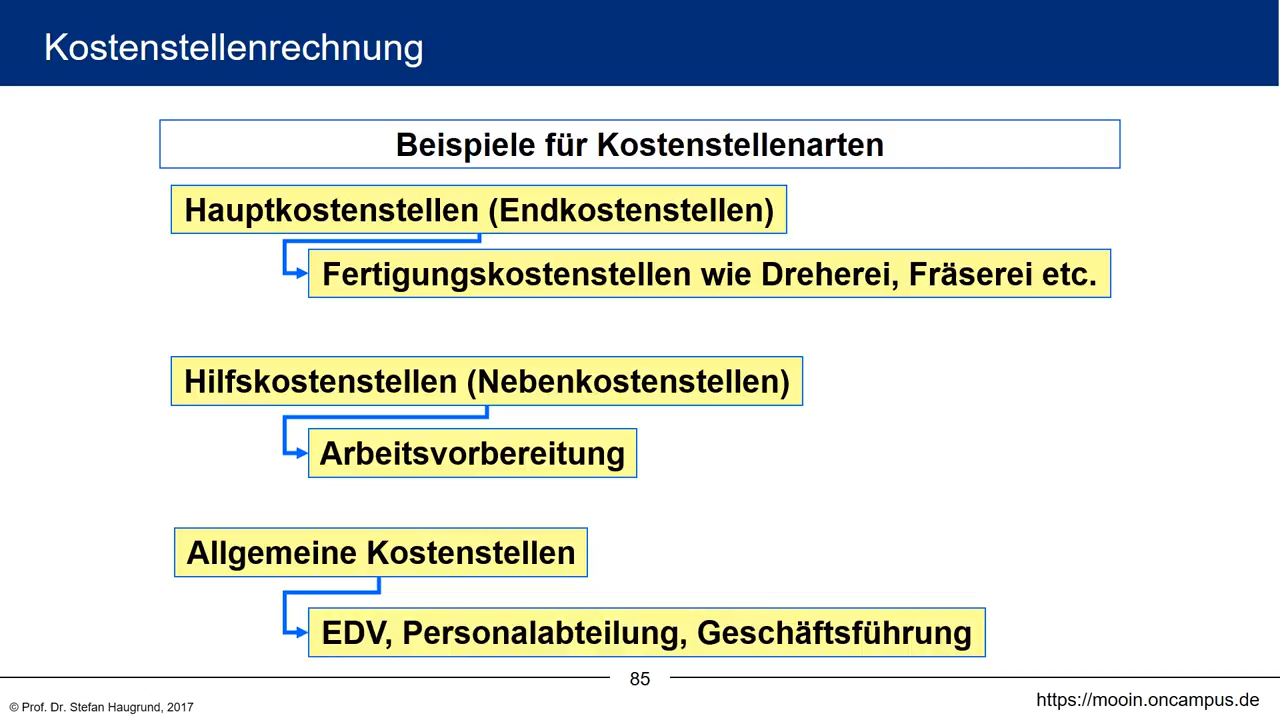 Kostenstellenrechnung
Beispiele für Kostenstellenarten
Hauptkostenstellen (Endkostenstellen)
Fertigungskostenstellen wie Dreherei, Fräserei etc.
Hilfskostenstellen (Nebenkostenstellen)
Arbeitsvorbereitung
Allgemeine Kostenstellen
EDV, Personalabteilung, Geschäftsführung
85
© Prof. Dr. Stefan Haugrund, 2017
https://mooin.oncampus.de